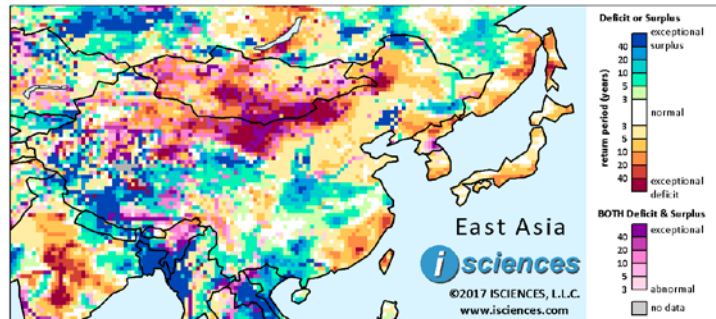 Deficit or Surplus
exceptional
surplus
40
20
10
5
3
normal
3
5
10
20
40
exceptional
deficit
return period (years)
BOTH Deficit & Surplus
exceptional
40
20
10
5
3
abnormal
no data
East Asia
i sciences
©2017 ISCIENCES, L.L.C.
www.isciences.com